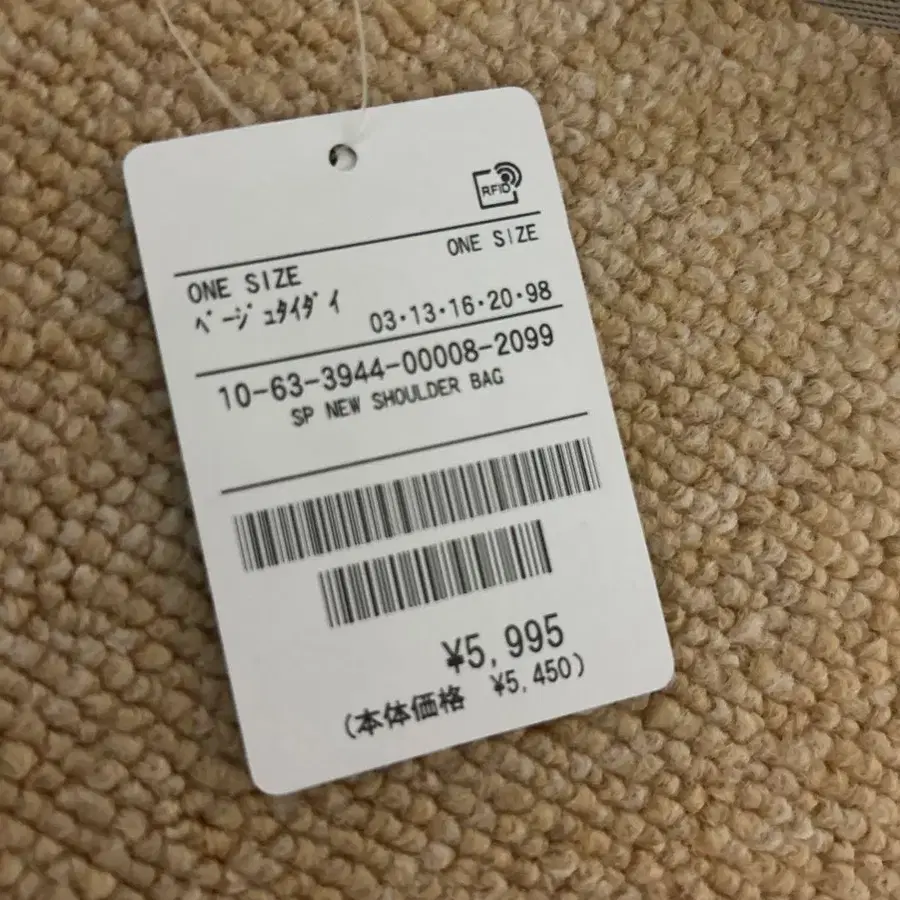 RFID
ONE SIZE
ONE SIZE
ﾍﾞｰｼﾞｭﾀｲﾀﾞｲ
03·13·16·20·98
10-63-3944-00008-2099
SP NEW SHOULDER BAG
¥5,995
(本体価格 ¥5,450)